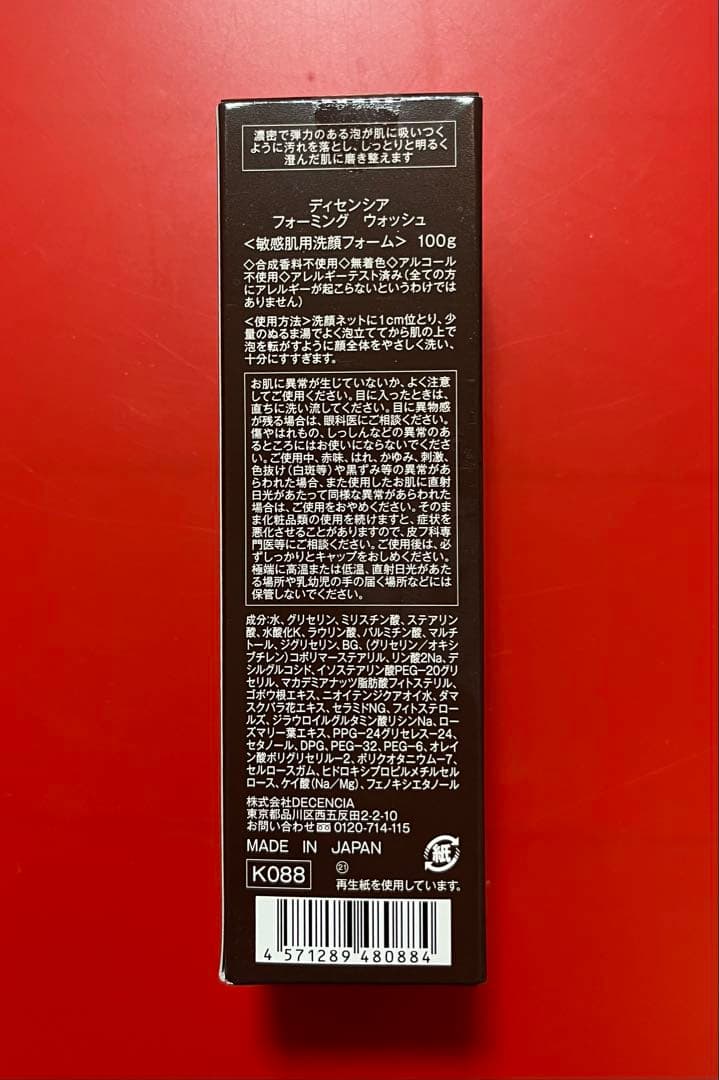 濃密で弾力のある泡が肌に吸いつく
ように汚れを落とし、しっとりと明るく
澄んだ肌に磨き整えます
ディセンシア
フォーミング ウォッシュ
<敏感肌用洗顔フォーム> 100g
◇合成香料不使用◇無着色◇アルコール
不使用◇アレルギーテスト済み(全ての方
にアレルギーが起こらないというわけでは
ありません)
<使用方法>洗顔ネットに1cm位とり、少
量のぬるま湯でよく泡立ててから肌の上で
泡を転がすように顔全体をやさしく洗い、
十分にすすぎます。
お肌に異常が生じていないか、よく注意
してご使用ください。目に入ったときは、
直ちに洗い流してください。目に異物感
が残る場合は、眼科医にご相談ください。
傷やはれもの、しっしんなどの異常のあ
るところにはお使いにならないでくださ
い。ご使用中、赤味、はれ、かゆみ、刺激、
色抜け(白斑等)や黒ずみ等の異常があ
らわれた場合、また使用したお肌に直射
日光があたって同様な異常があらわれた
場合は、ご使用をおやめください。そのま
ま化粧品類の使用を続けますと、症状を
悪化させることがありますので、皮フ科専
門医等にご相談ください。ご使用後は、必
ずしっかりとキャップをおしめください。
極端に高温または低温、直射日光があた
る場所や乳幼児の手の届く場所などには
保管しないでください。
成分:水、グリセリン、ミリスチン酸、ステアリン
酸、水酸化K、ラウリン酸、パルミチン酸、マルチ
トール、ジグリセリン、BG、(グリセリン/オキシ
ブチレン)コポリマーステアリル、リン酸2Na、デ
シルグルコシド、イソステアリン酸PEG-20グリ
セリル、マカデミアナッツ脂肪酸フィトステリル、
ゴボウ根エキス、ニオイテンジクアオイ水、ダマ
スクバラ花エキス、セラミドNG、フィトステロー
ルズ、ジラウロイルグルタミン酸リシンNa、ロー
ズマリー葉エキス、PPG-24グリセレス-24、
セタノール、DPG、PEG-32、PEG-6、オレイ
ン酸ポリグリセリル-2、ポリクオタニウム-7、
セルロースガム、ヒドロキシプロピルメチルセル
ロース、ケイ酸(Na/Mg)、フェノキシエタノール
株式会社DECENCIA
東京都品川区西五反田2-2-10
お問い合わせ 0120-714-115
MADE IN JAPAN
紙
K088
21
再生紙を使用しています。
4 571289 480884